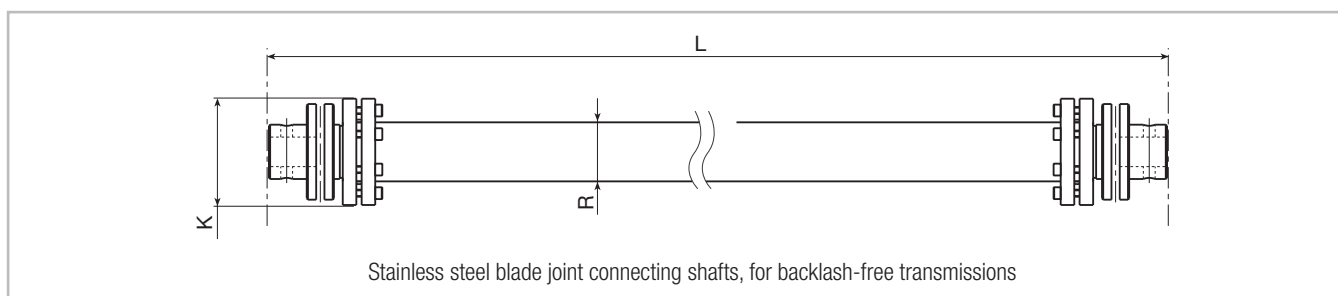 L
K
R
Stainless steel blade joint connecting shafts, for backlash-free transmissions